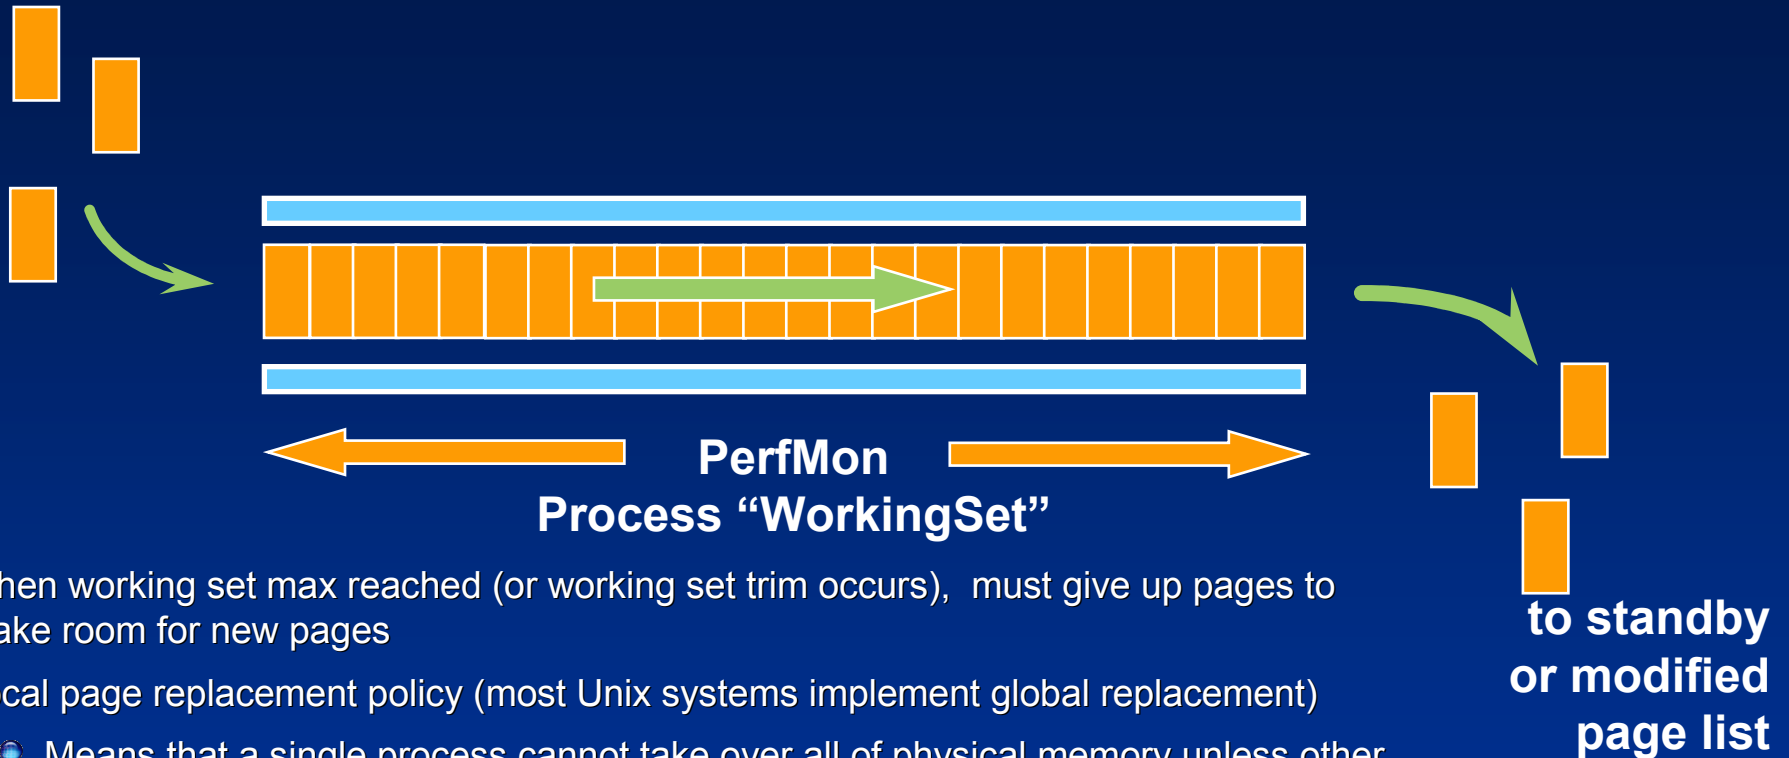 PerfMon
Process “WorkingSet”
hen working set max reached (or working set trim occurs), must give up pages to
ake room for new pages
ocal page replacement policy (most Unix systems implement global replacement)
Means that a single process cannot take over all of physical memory unless other
to standby
or modified
page list